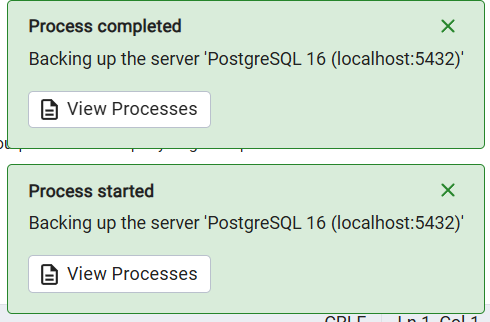 Process completed
Backing up the server 'PostgreSQL 16 (localhost:5432)'
View Processes
Process started
Backing up the server 'PostgreSQL 16 (localhost:5432)'
View Processes
CRLF Ln 1, Col 1